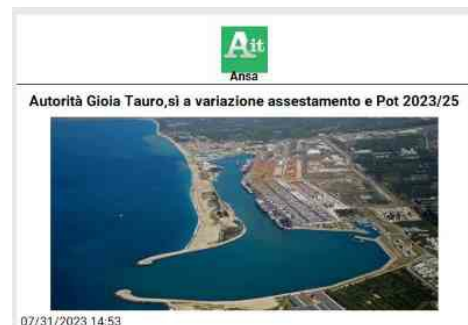 Ait
Ansa
Autorità Gioia Tauro,sì a variazione assestamento e Pot 2023/25
07/31/2023 14:53